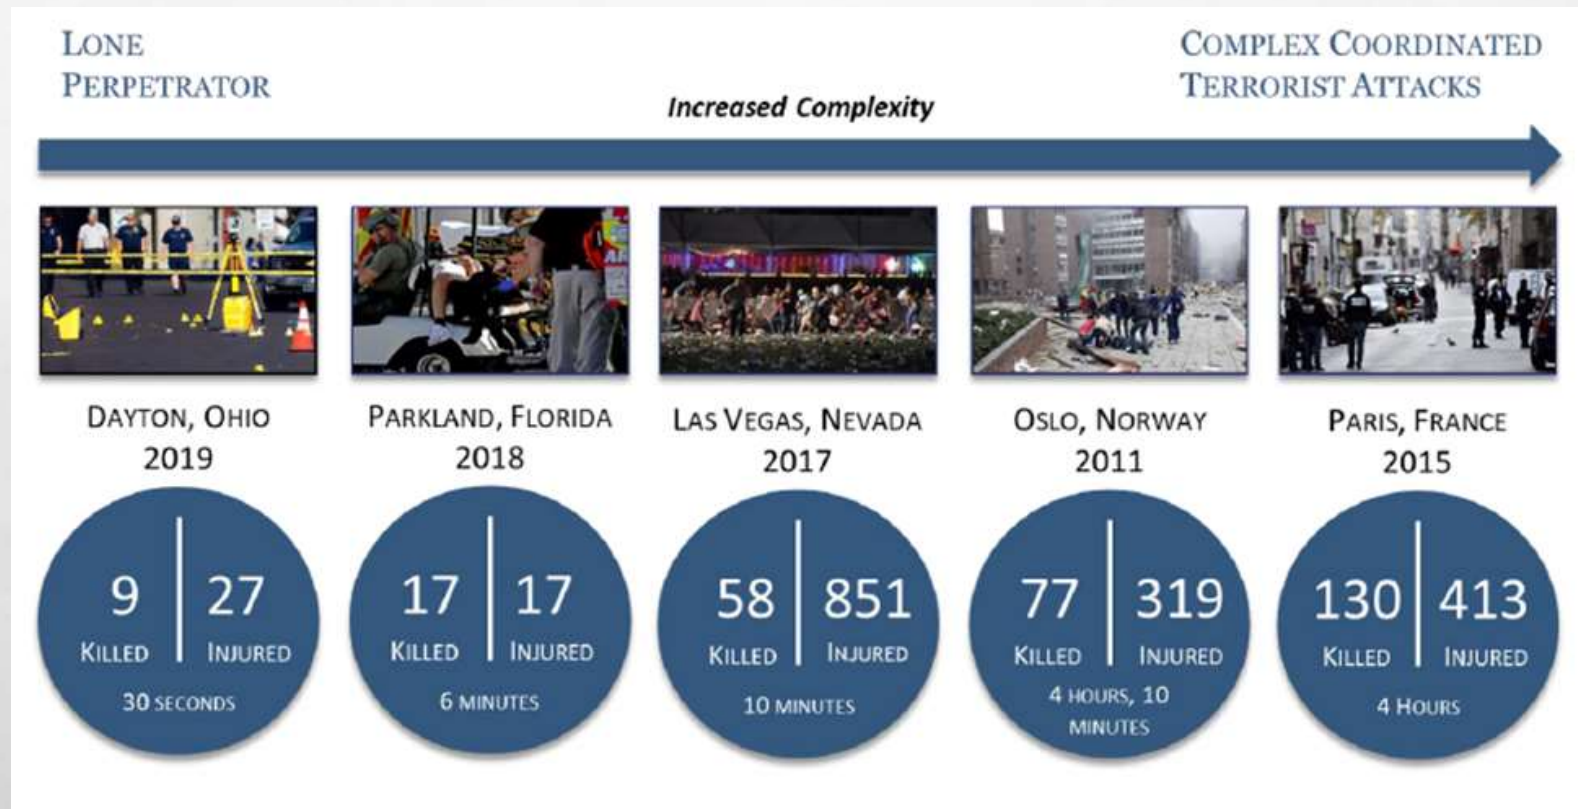 LONE
PERPETRATOR
COMPLEX COORDINATED
TERRORIST ATTACKS
Increased Complexity
DAYTON, OHIO
2019
PARKLAND, FLORIDA
2018
LAS VEGAS, NEVADA
2017
OSLO, NORWAY
2011
PARIS, FRANCE
2015
9 27
KILLED INJURED
30 SECONDS
17 17
KILLED INJURED
6 MINUTES
58 851
KILLED INJURED
10 MINUTES
77 319
KILLED INJURED
4 HOURS, 10
MINUTES
130 413
KILLED INJURED
4 HOURS